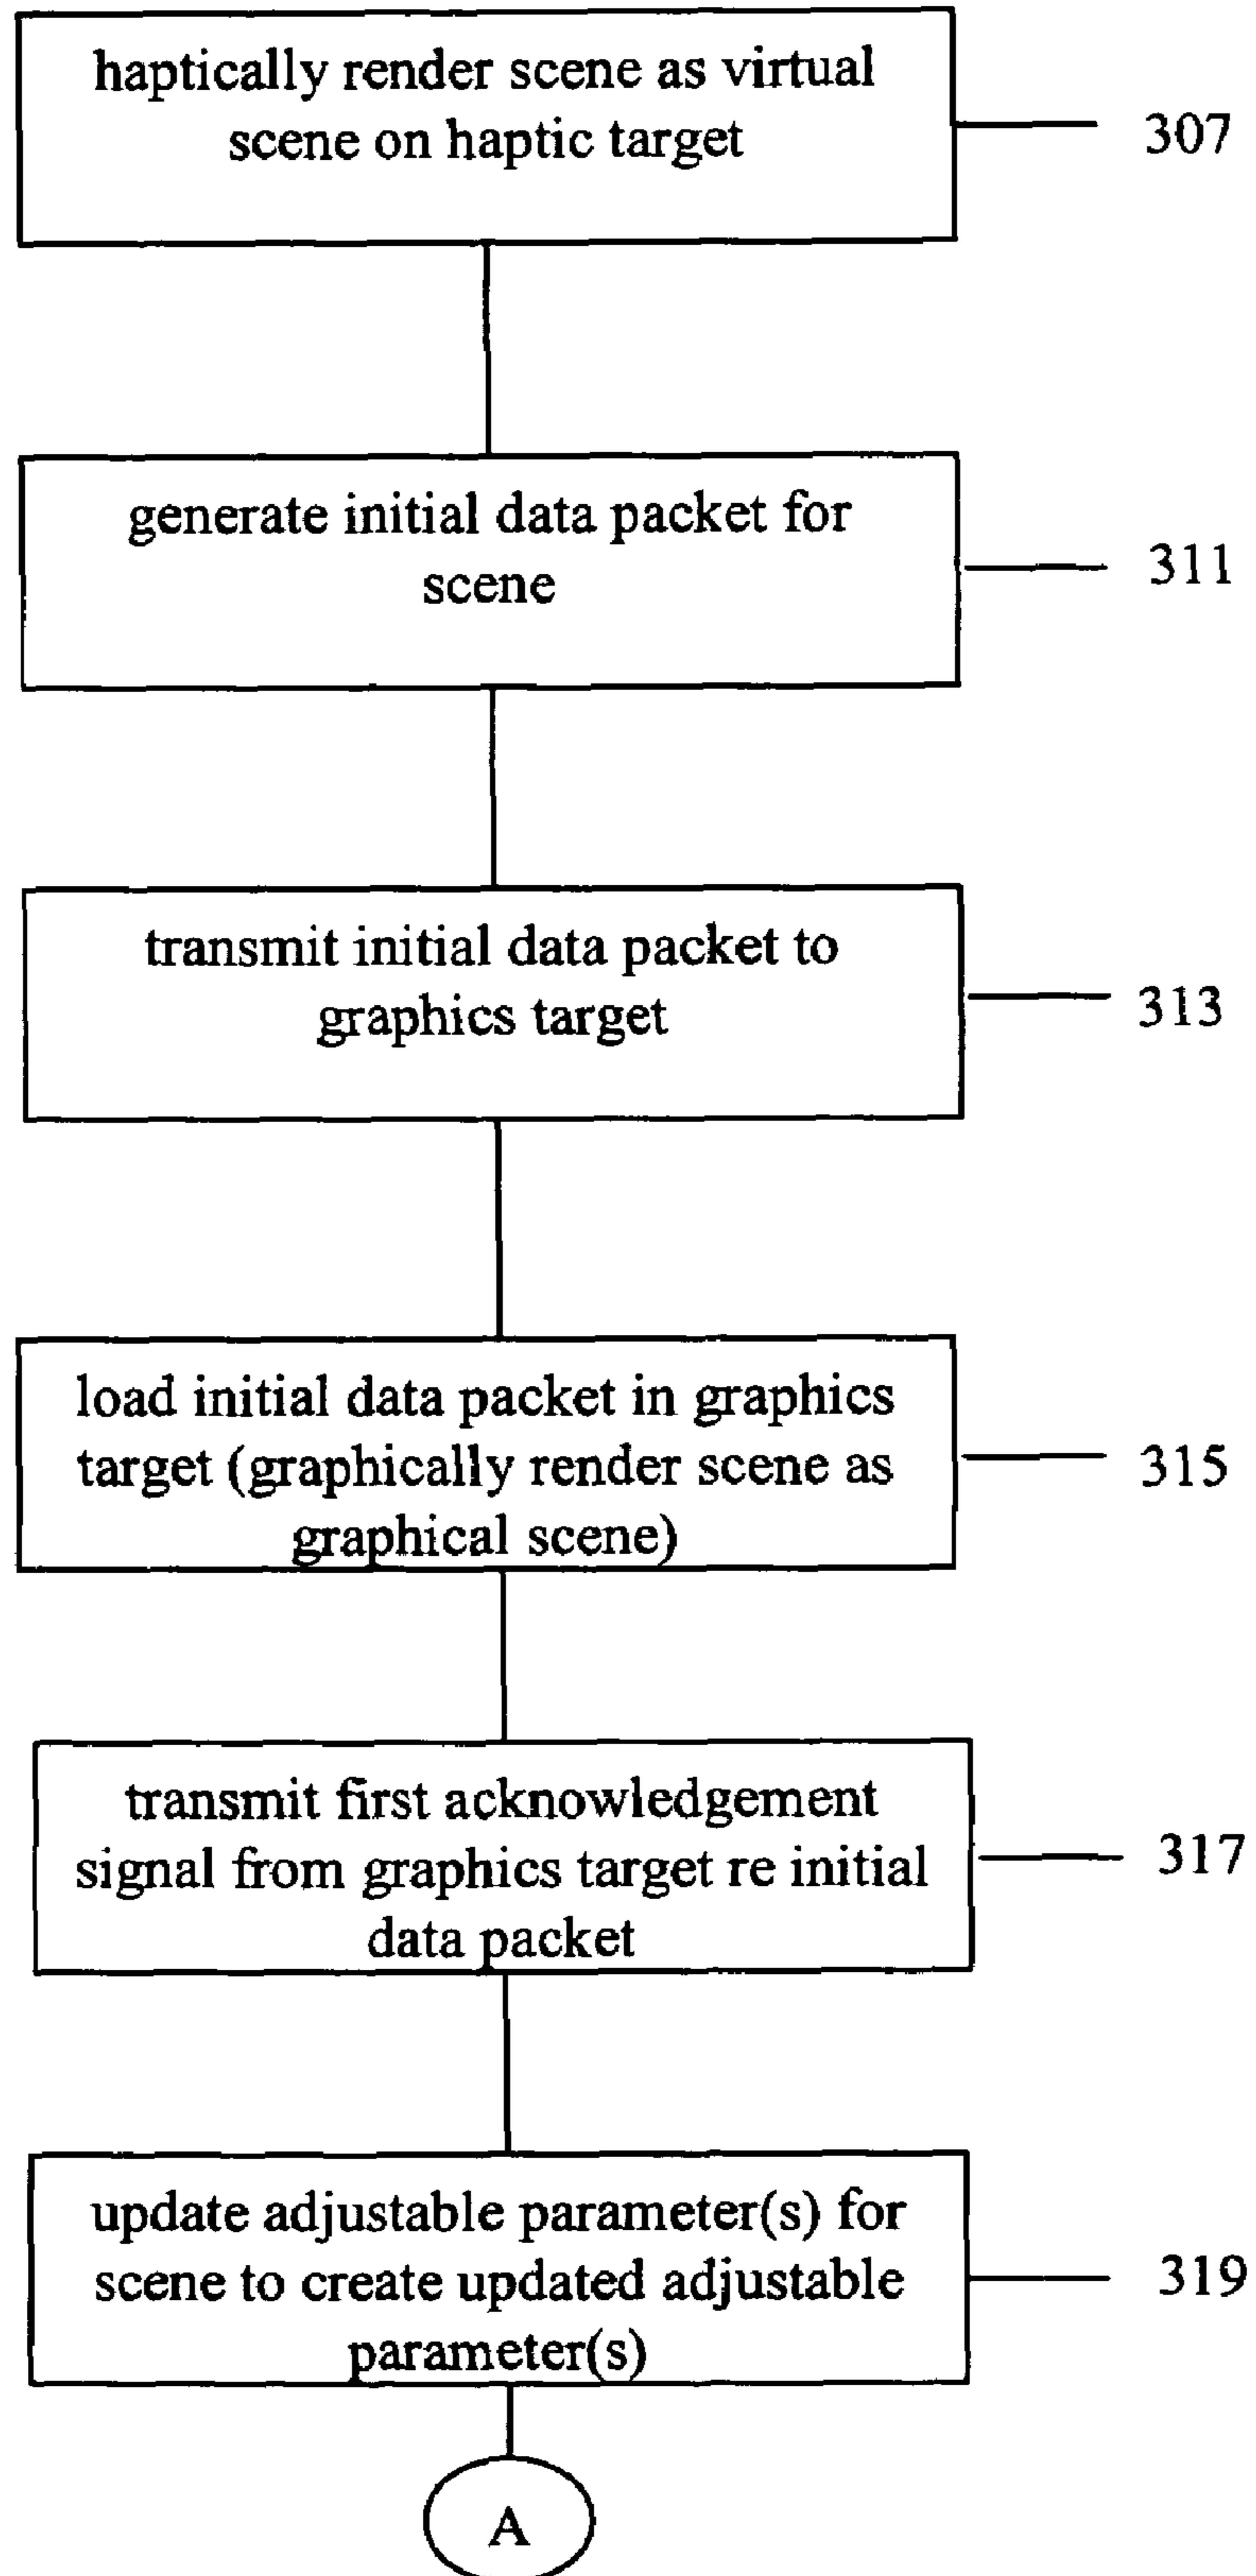 haptically render scene as virtual
scene on haptic target
307
generate initial data packet for
scene
311
transmit initial data packet to
graphics target
313
load initial data packet in graphics
target (graphically render scene as
graphical scene)
315
transmit first acknowledgement
signal from graphics target re initial
data packet
317
update adjustable parameter(s) for
scene to create updated adjustable
parameter(s)
319
A